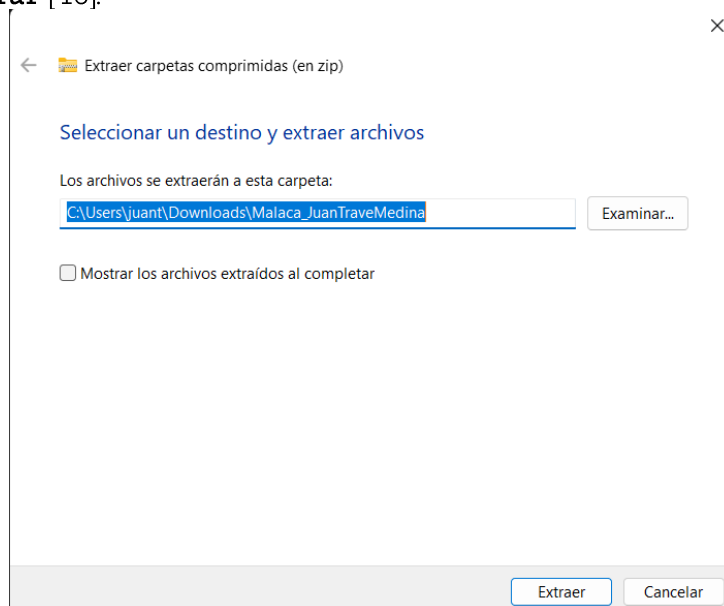 Extraer carpetas comprimidas (en zip)
Seleccionar un destino y extraer archivos
Los archivos se extraerán a esta carpeta:
C:\Users\juant\Downloads\Malaca_JuanTraveMedina
Examinar...
Mostrar los archivos extraídos al completar
Extraer
Cancelar